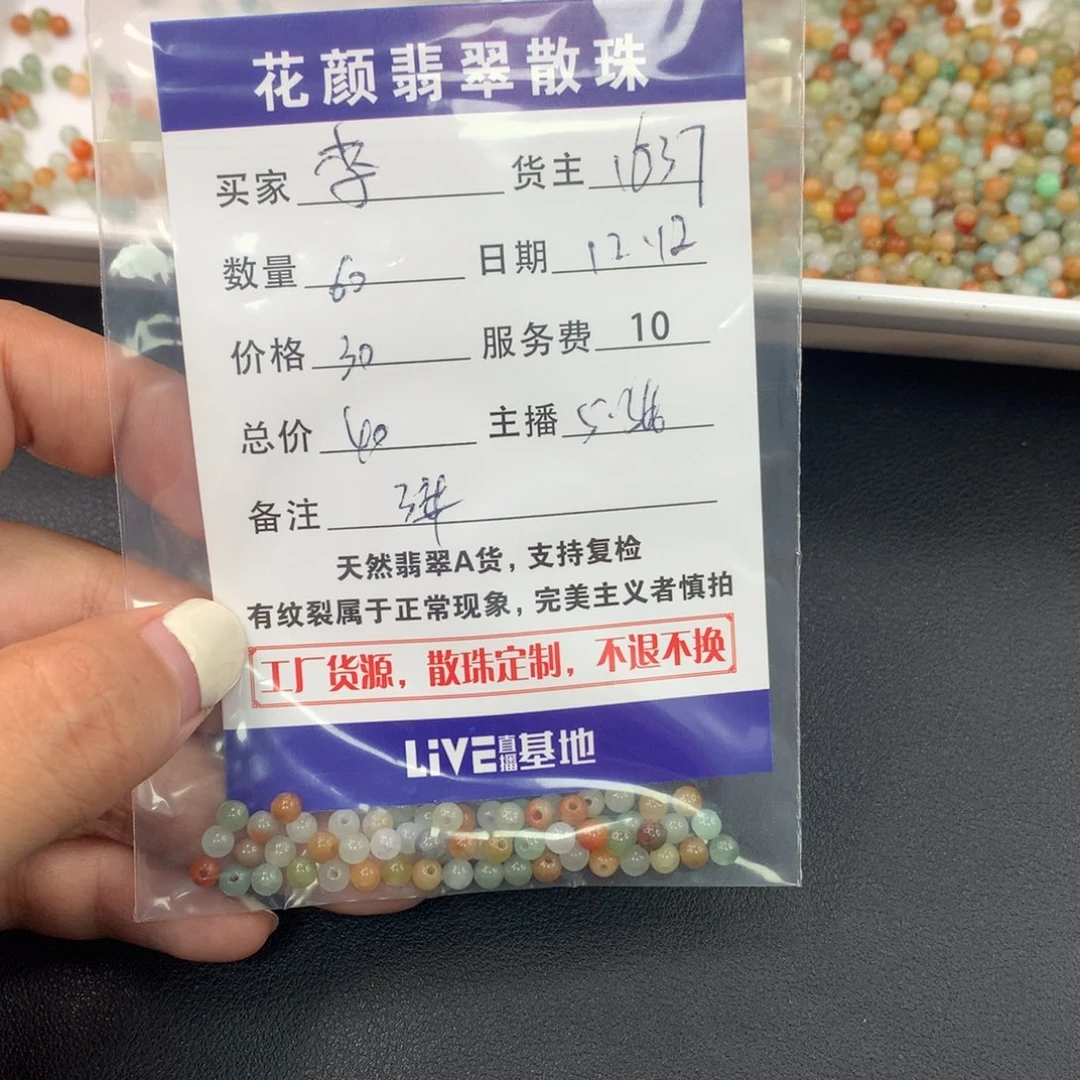 花颜翡翠散珠
买家 李 货主 1637
数量 60 日期 12.12
价格 30 服务费 10
总价 40 主播
备注
天然翡翠A货，支持复检
有纹裂属于正常现象，完美主义者慎拍
工厂货源，散珠定制，不退不换
LiVE直播基地